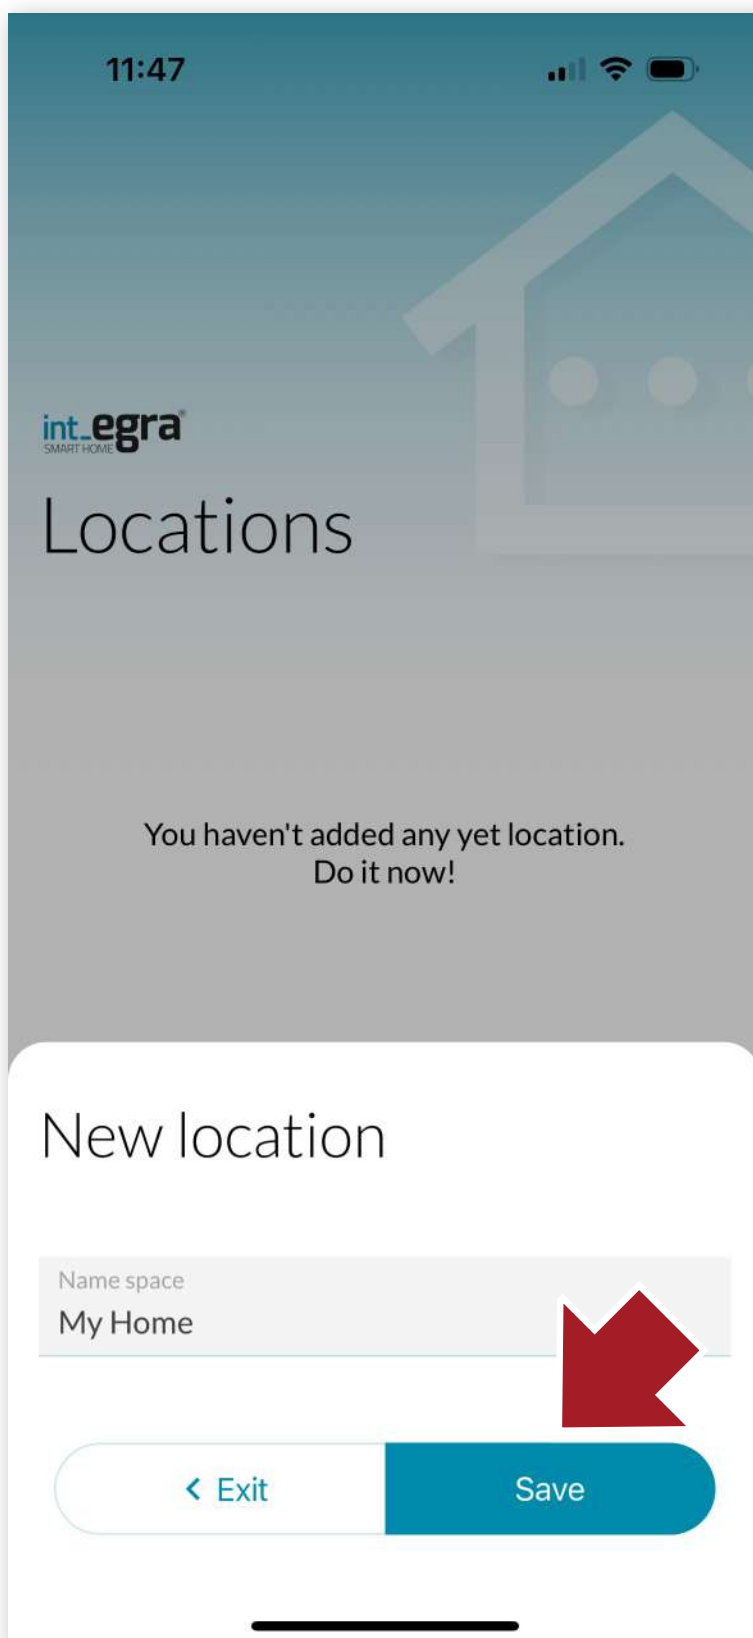 11:47
int_egra®
SMART HOME
Locations
You haven't added any yet location.
Do it now!
New location
Name space
My Home
< Exit
Save